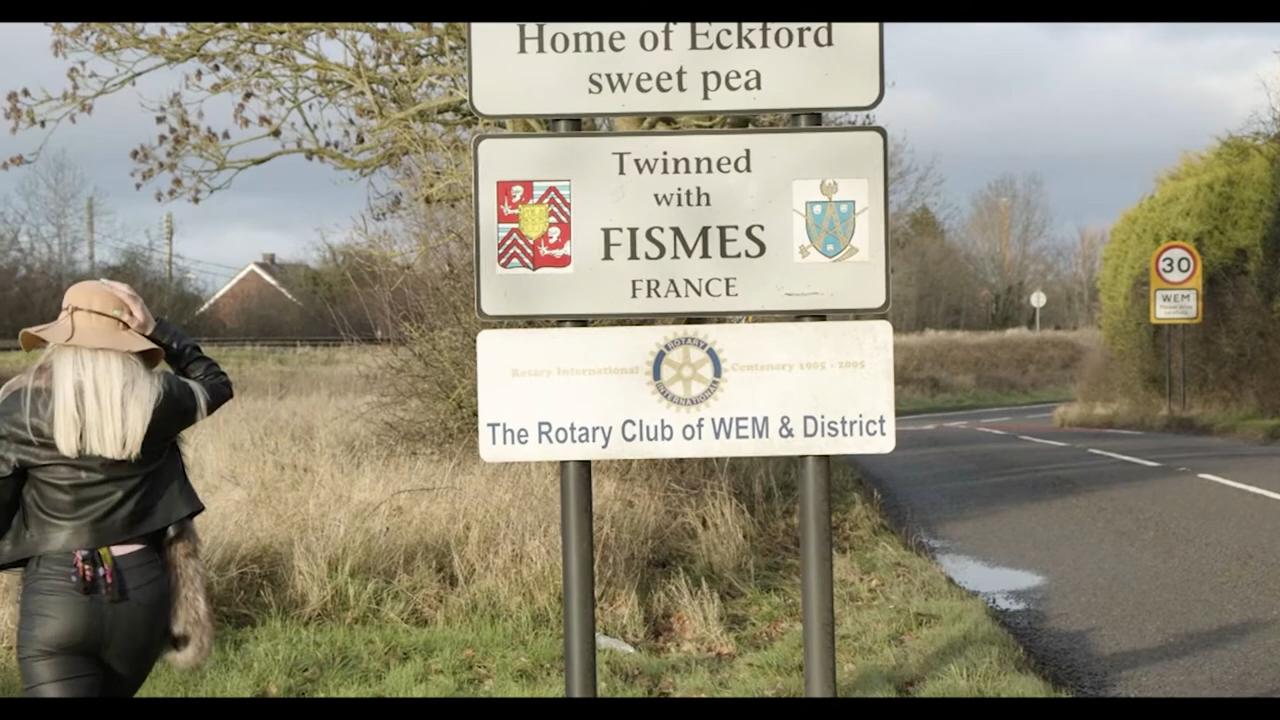 Home of Eckford
sweet pea
Twinned
with
FISMES
FRANCE
ROTARY
INTERNATIONAL
Rotary International
Centenary 1905 - 2005
The Rotary Club of WEM & District
30
WEM